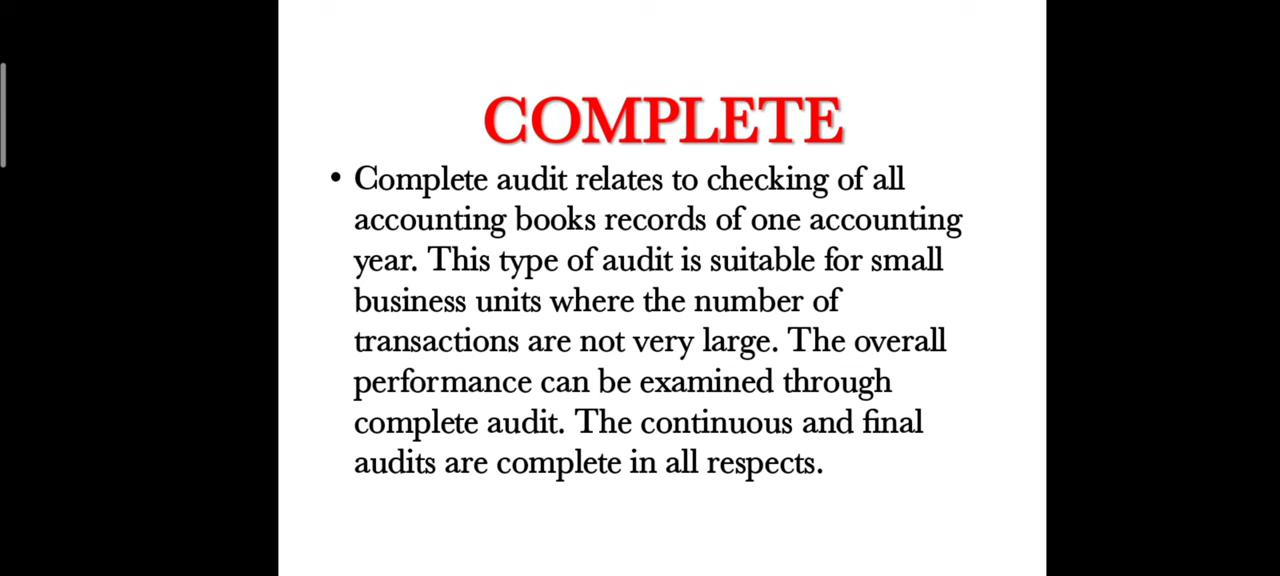 COMPLETE
• Complete audit relates to checking of all
accounting books records of one accounting
year. This type of audit is suitable for small
business units where the number of
transactions are not very large. The overall
performance can be examined through
complete audit. The continuous and final
audits are complete in all respects.